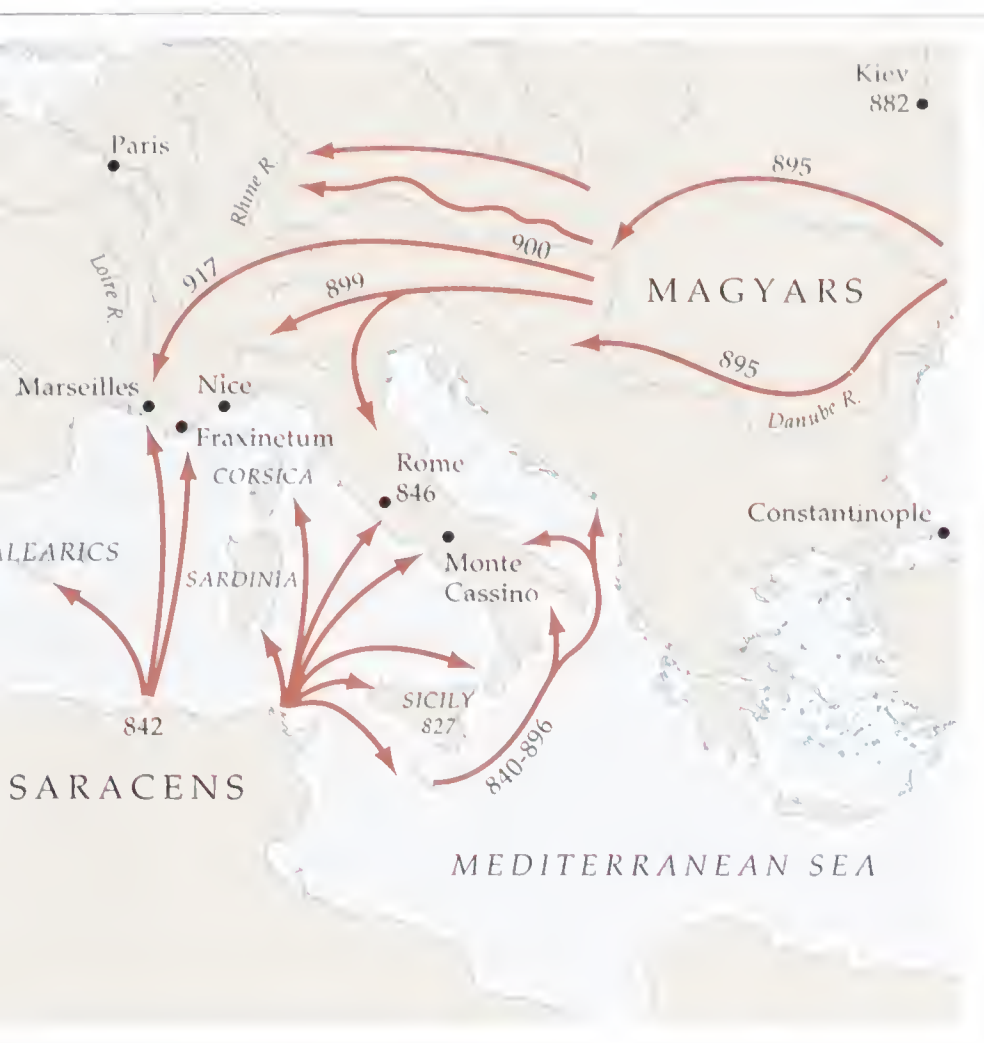 Kiev
882
Paris
895
Rhine R.
900
Loire R.
917
899
MAGYARS
895
Danube R.
Marseilles
Nice
Fraxinetum
CORSICA
Rome
846
Constantinople
ALEARICS
SARDINIA
Monte
Cassino
SICILY
827
842
840-896
SARACENS
MEDITERRANEAN SEA